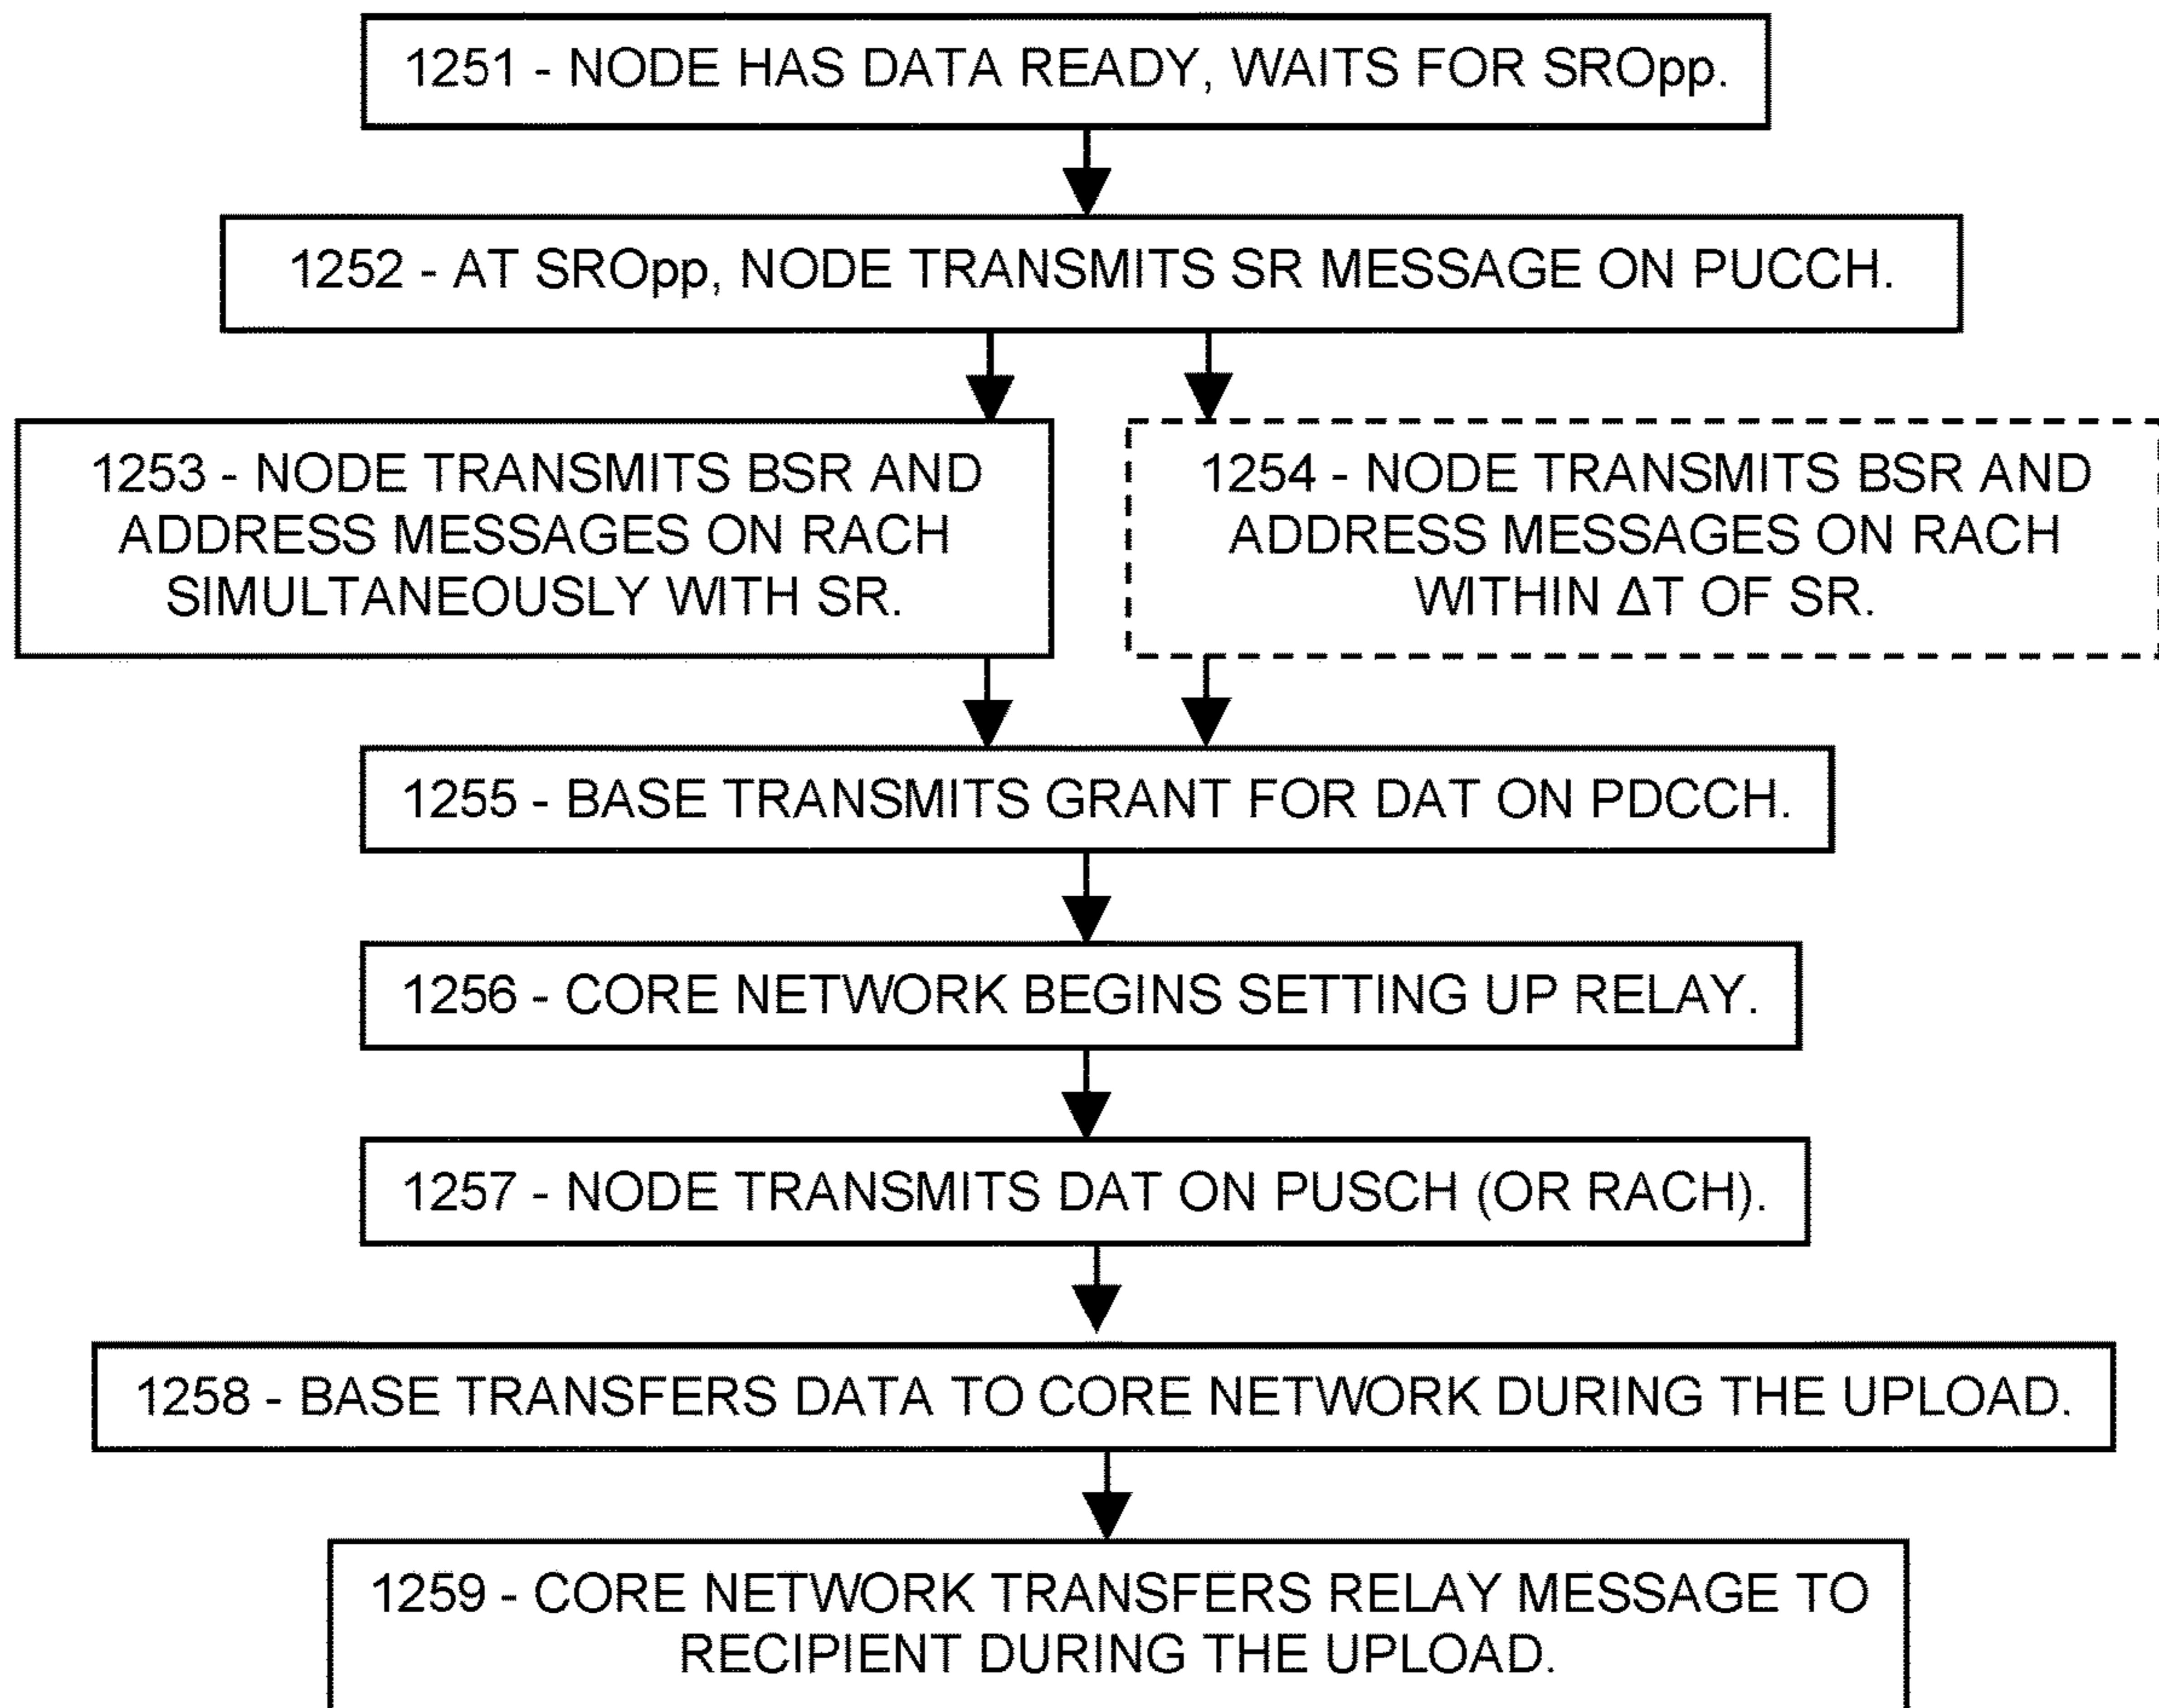 1251 - NODE HAS DATA READY, WAITS FOR SROpp.
1252 - AT SROpp, NODE TRANSMITS SR MESSAGE ON PUCCH.
1253 - NODE TRANSMITS BSR AND
ADDRESS MESSAGES ON RACH
SIMULTANEOUSLY WITH SR.
1254 - NODE TRANSMITS BSR AND
ADDRESS MESSAGES ON RACH
WITHIN ΔT OF SR.
1255 - BASE TRANSMITS GRANT FOR DAT ON PDCCH.
1256 - CORE NETWORK BEGINS SETTING UP RELAY.
1257 - NODE TRANSMITS DAT ON PUSCH (OR RACH).
1258 - BASE TRANSFERS DATA TO CORE NETWORK DURING THE UPLOAD.
1259 - CORE NETWORK TRANSFERS RELAY MESSAGE TO
RECIPIENT DURING THE UPLOAD.